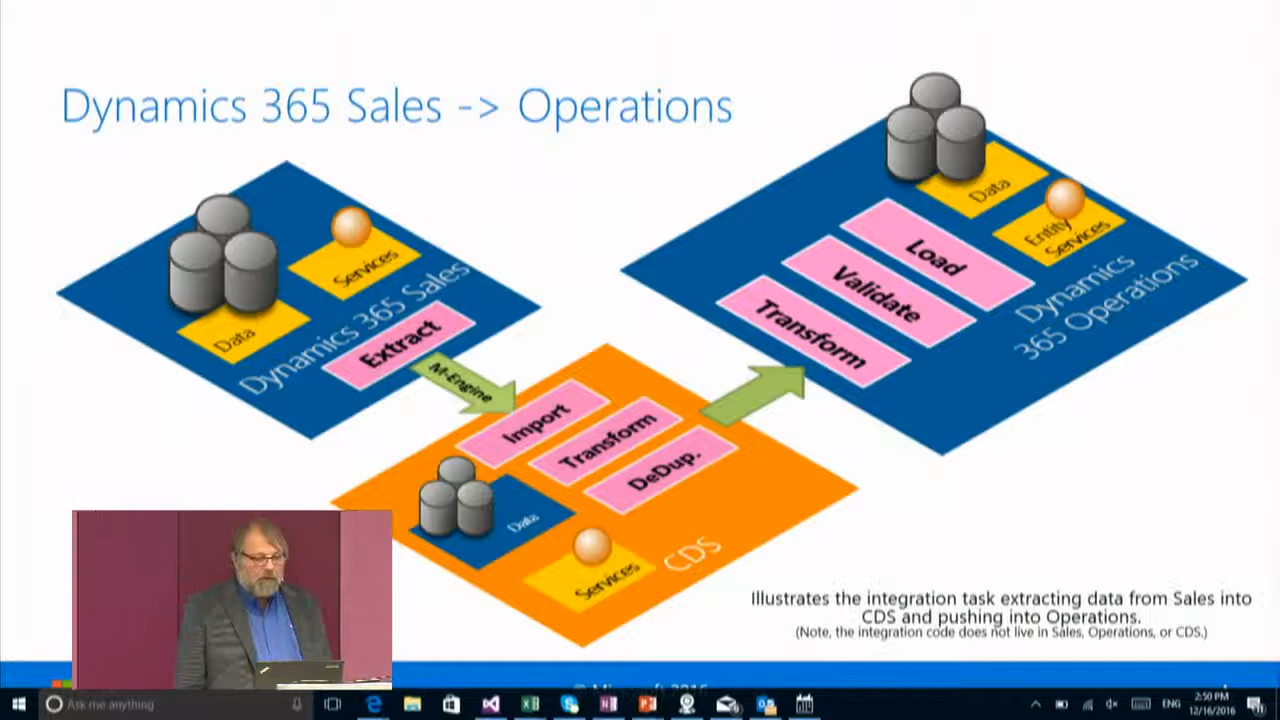 Dynamics 365 Sales -> Operations
Data
Services
Dynamics 365 Sales
Extract
M-Engine
Import
Transform
DeDup.
Data
Services
CDS
Transform
Validate
Load
Data
Entity
Services
Dynamics
365 Operations
Illustrates the integration task extracting data from Sales into
CDS and pushing into Operations.
(Note, the integration code does not live in Sales, Operations, or CDS.)
Ask me anything
ENG
2:50 PM
12/16/2016